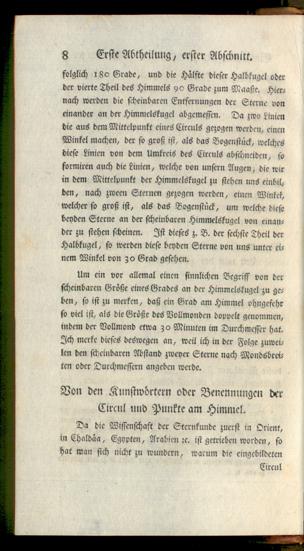 8 Erste Abtheilung, erster Abschnitt.
folglich 180 Grade, und die Hälfte dieser Halbkugel oder
der vierte Theil des Himmels 90 Grade zum Maaße. Hier-
nach werden die scheinbaren Entfernungen der Sterne von
einander an der Himmelskugel abgemessen. Da zwo Linien
die aus dem Mittelpunkt eines Circuls gezogen werden, einen
Winkel machen, der so groß ist, als das Bogenstück, welches
diese Linien von dem Umkreis des Circuls abschneiden, so
formiren auch die Linien, welche von unsern Augen, die wir
in dem Mittelpunkt der Himmelskugel zu stehen uns einbil-
den, nach zween Sternen gezogen werden, einen Winkel,
welcher so groß ist, als das Bogenstück, um welche diese
beyden Sterne an der scheinbaren Himmelskugel von einan-
der zu stehen scheinen. Ist dieses z. B. der sechste Theil der
Halbkugel, so werden diese beyden Sterne von uns unter ei-
nem Winkel von 30 Grad gesehen.
Um ein vor allemal einen sinnlichen Begriff von der
scheinbaren Größe eines Grades an der Himmelskugel zu ge-
ben, so ist zu merken, daß ein Grad am Himmel ohngefehr
so viel ist, als die Größe des Vollmonden doppelt genommen,
indem der Vollmond etwa 30 Minuten im Durchmesser hat.
Ich merke dieses deswegen an, weil ich in der Folge zuwei-
len den scheinbaren Abstand zweyer Sterne nach Mondsbrei-
ten oder Durchmessern angeben werde.
Von den Kunstwörtern oder Benennungen der
Circul und Punkte am Himmel.
Da die Wissenschaft der Sternkunde zuerst in Orient,
in Chaldäa, Egypten, Arabien ꝛc. ist getrieben worden, so
hat man sich nicht zu wundern, warum die eingebildeten
Circul